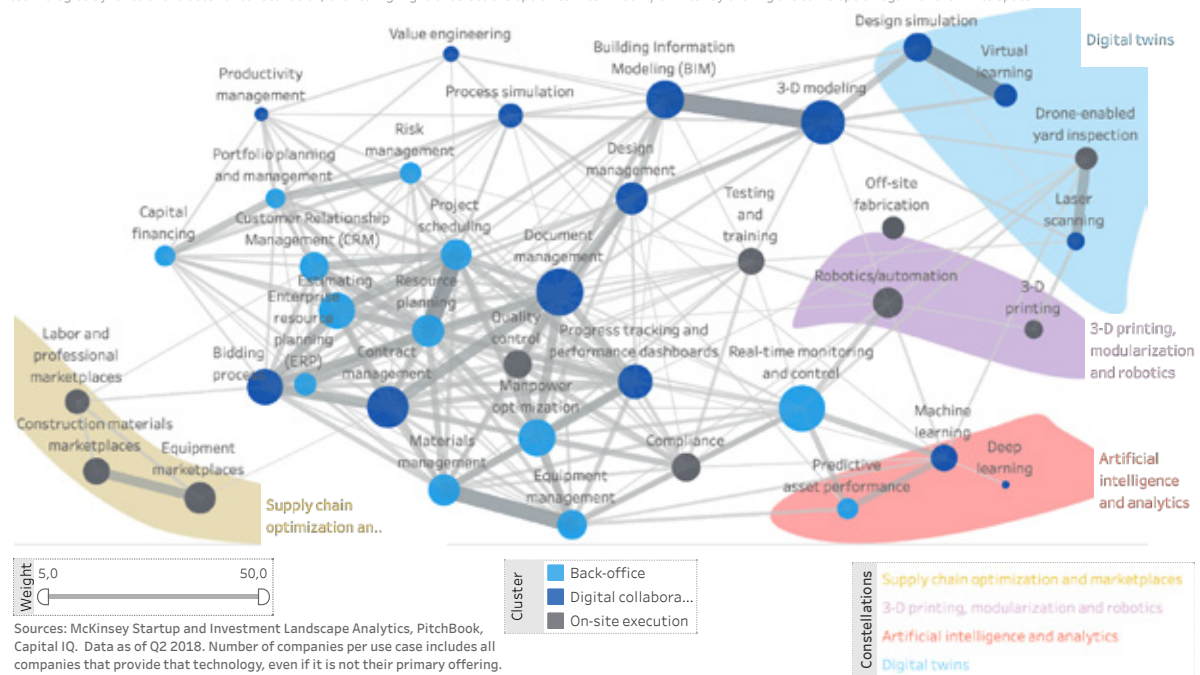 Design simulation
Digital twins
Value engineering
Building Information
Modeling (BIM)
Virtual
learning
Productivity
management
Process simulation
3-D modeling
Drone-enabled
yard inspection
Risk
management
Design
management
Portfolio planning
and management
Testing
and
training
Off-site
fabrication
Laser
scanning
Capital
financing
Customer Relationship
Management (CRM)
Project
scheduling
Document
management
Estimating
Resource
planning
Robotics/automation
3-D
printing
Enterprise
resource
planning
(ERP)
Quality
control
Progress tracking and
performance dashboards
Real-time monitoring
and control
3-D printing,
modularization
and robotics
Labor and
professional
marketplaces
Bidding
process
Contract
management
Manpower
optimization
Construction materials
marketplaces
Equipment
marketplaces
Materials
management
Compliance
Machine
learning
Deep
learning
Equipment
management
Predictive
asset performance
Artificial
intelligence
and analytics
Supply chain
optimization an..
Weight
5,0
50,0
Cluster
Back-office
Digital collabora...
On-site execution
Constellations
Supply chain optimization and marketplaces
3-D printing, modularization and robotics
Artificial intelligence and analytics
Digital twins
Sources: McKinsey Startup and Investment Landscape Analytics, PitchBook,
Capital IQ. Data as of Q2 2018. Number of companies per use case includes all
companies that provide that technology, even if it is not their primary offering.